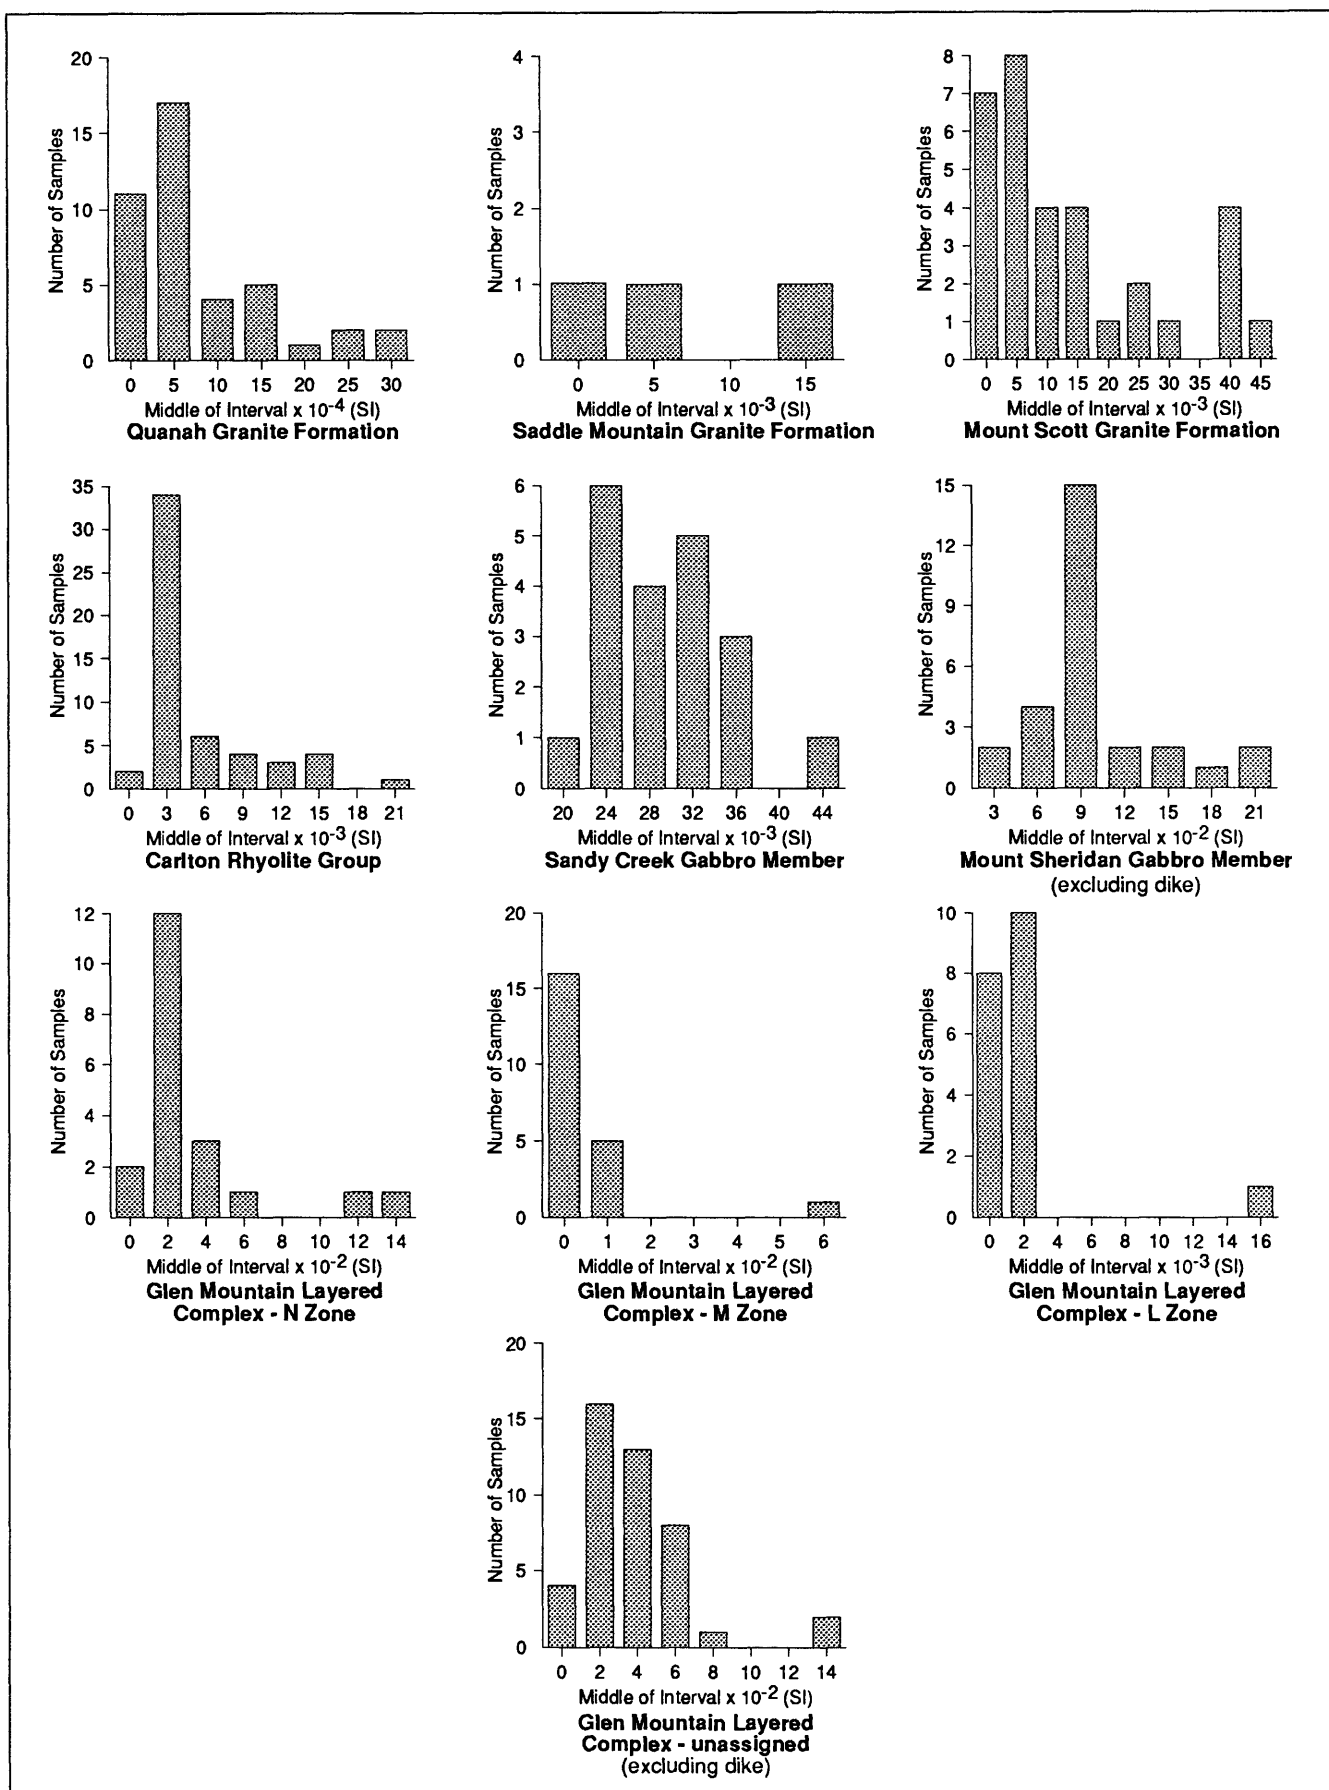 20
15
10
5
0
Number of Samples
0 5 10 15 20 25 30
Middle of Interval x 10-4 (SI)
Quanah Granite Formation
4
3
2
1
0
Number of Samples
0 5 10 15
Middle of Interval x 10-3 (SI)
Saddle Mountain Granite Formation
8
7
6
5
4
3
2
1
0
Number of Samples
0 5 10 15 20 25 30 35 40 45
Middle of Interval x 10-3 (SI)
Mount Scott Granite Formation
35
30
25
20
15
10
5
0
Number of Samples
0 3 6 9 12 15 18 21
Middle of Interval x 10-3 (SI)
Carlton Rhyolite Group
6
5
4
3
2
1
0
Number of Samples
20 24 28 32 36 40 44
Middle of Interval x 10-3 (SI)
Sandy Creek Gabbro Member
15
12
9
6
3
0
Number of Samples
3 6 9 12 15 18 21
Middle of Interval x 10-2 (SI)
Mount Sheridan Gabbro Member
(excluding dike)
12
10
8
6
4
2
0
Number of Samples
0 2 4 6 8 10 12 14
Middle of Interval x 10-2 (SI)
Glen Mountain Layered
Complex - N Zone
20
15
10
5
0
Number of Samples
0 1 2 3 4 5 6
Middle of Interval x 10-2 (SI)
Glen Mountain Layered
Complex - M Zone
10
8
6
4
2
0
Number of Samples
0 2 4 6 8 10 12 14 16
Middle of Interval x 10-3 (SI)
Glen Mountain Layered
Complex - L Zone
20
15
10
5
0
Number of Samples
0 2 4 6 8 10 12 14
Middle of Interval x 10-2 (SI)
Glen Mountain Layered
Complex - unassigned
(excluding dike)